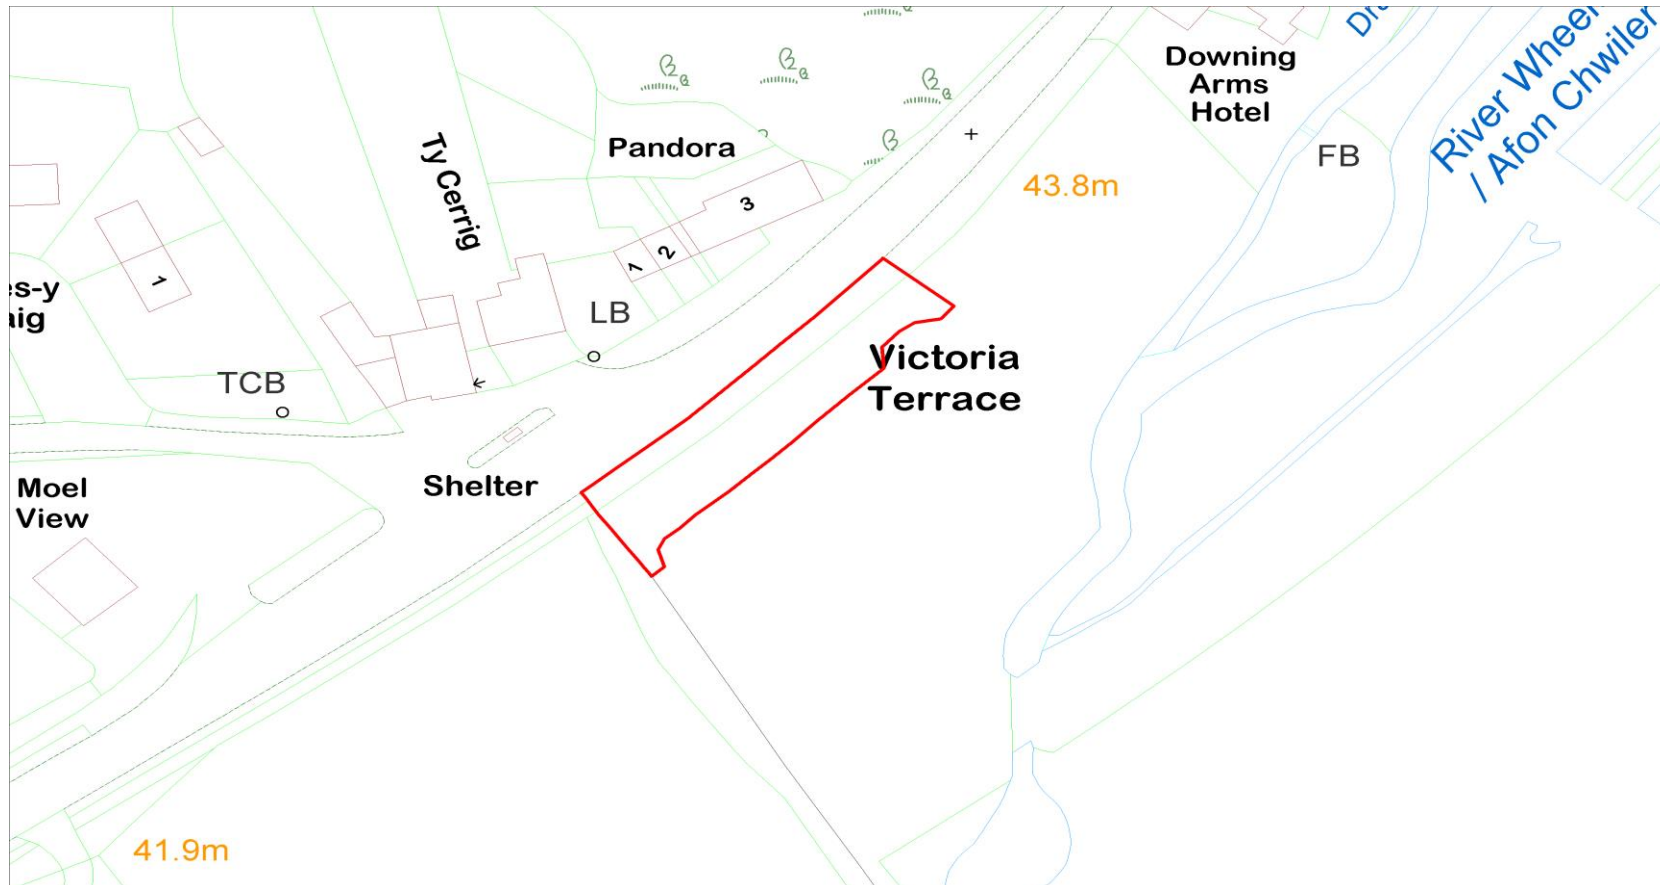 Downing
Arms
Hotel
River Wheeler
/ Afon Chwiler
FB
Pandora
Ty Cerrig
43.8m
3
2
1
1
LB
TCB
Victoria
Terrace
Shelter
Moel
View
41.9m